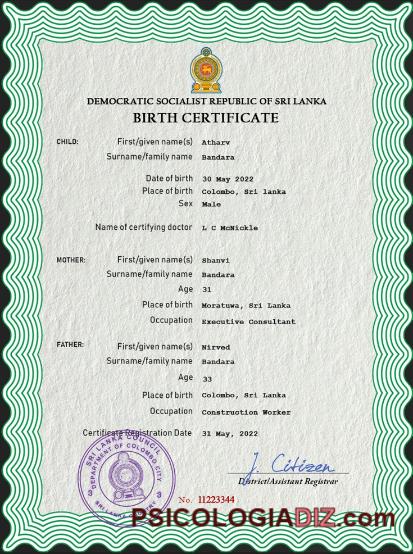 DEMOCRATIC SOCIALIST REPUBLIC OF SRI LANKA
BIRTH CERTIFICATE
CHILD: First/given name(s) Atharv
Surname/family name Bandara
Date of birth 30 May 2022
Place of birth Colombo, Sri lanka
Sex Male
Name of certifying doctor L C McNickle
MOTHER: First/given name(s) Shanvi
Surname/family name Bandara
Age 31
Place of birth Moratuwa, Sri Lanka
Occupation Executive Consultant
FATHER: First/given name(s) Nirved
Surname/family name Bandara
Age 33
Place of birth Colombo, Sri Lanka
Occupation Construction Worker
Certificate Registration Date 31 May, 2022
SRI LANKA COUNCIL
DEPARTMENT OF COLOMBO CITY
3 3
SRI LANKA
J. Citizen
District/Assistant Registrar
No. 11223344
PSICOLOGIADIZ.com